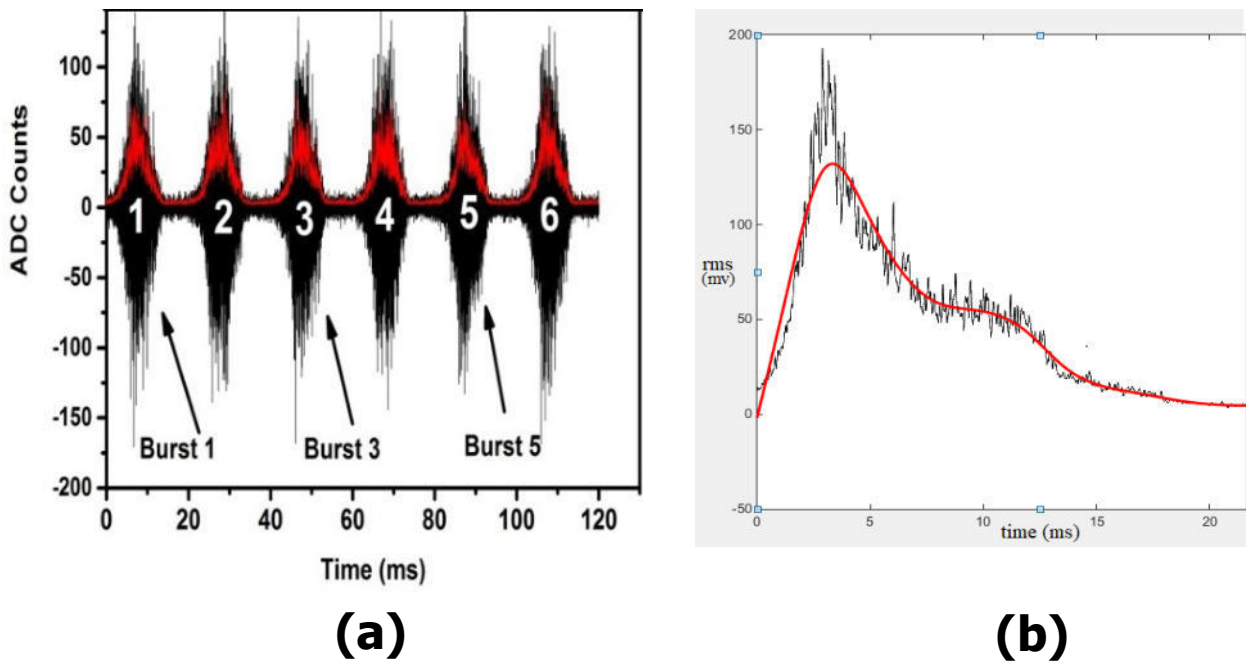 ADC Counts
100
50
0
-50
-100
-150
-200
1 2 3 4 5 6
Burst 1
Burst 3
Burst 5
0 20 40 60 80 100 120
Time (ms)
(a)
200
150
100
50
0
-50
rms
(mv)
0 5 10 15 20
time (ms)
(b)